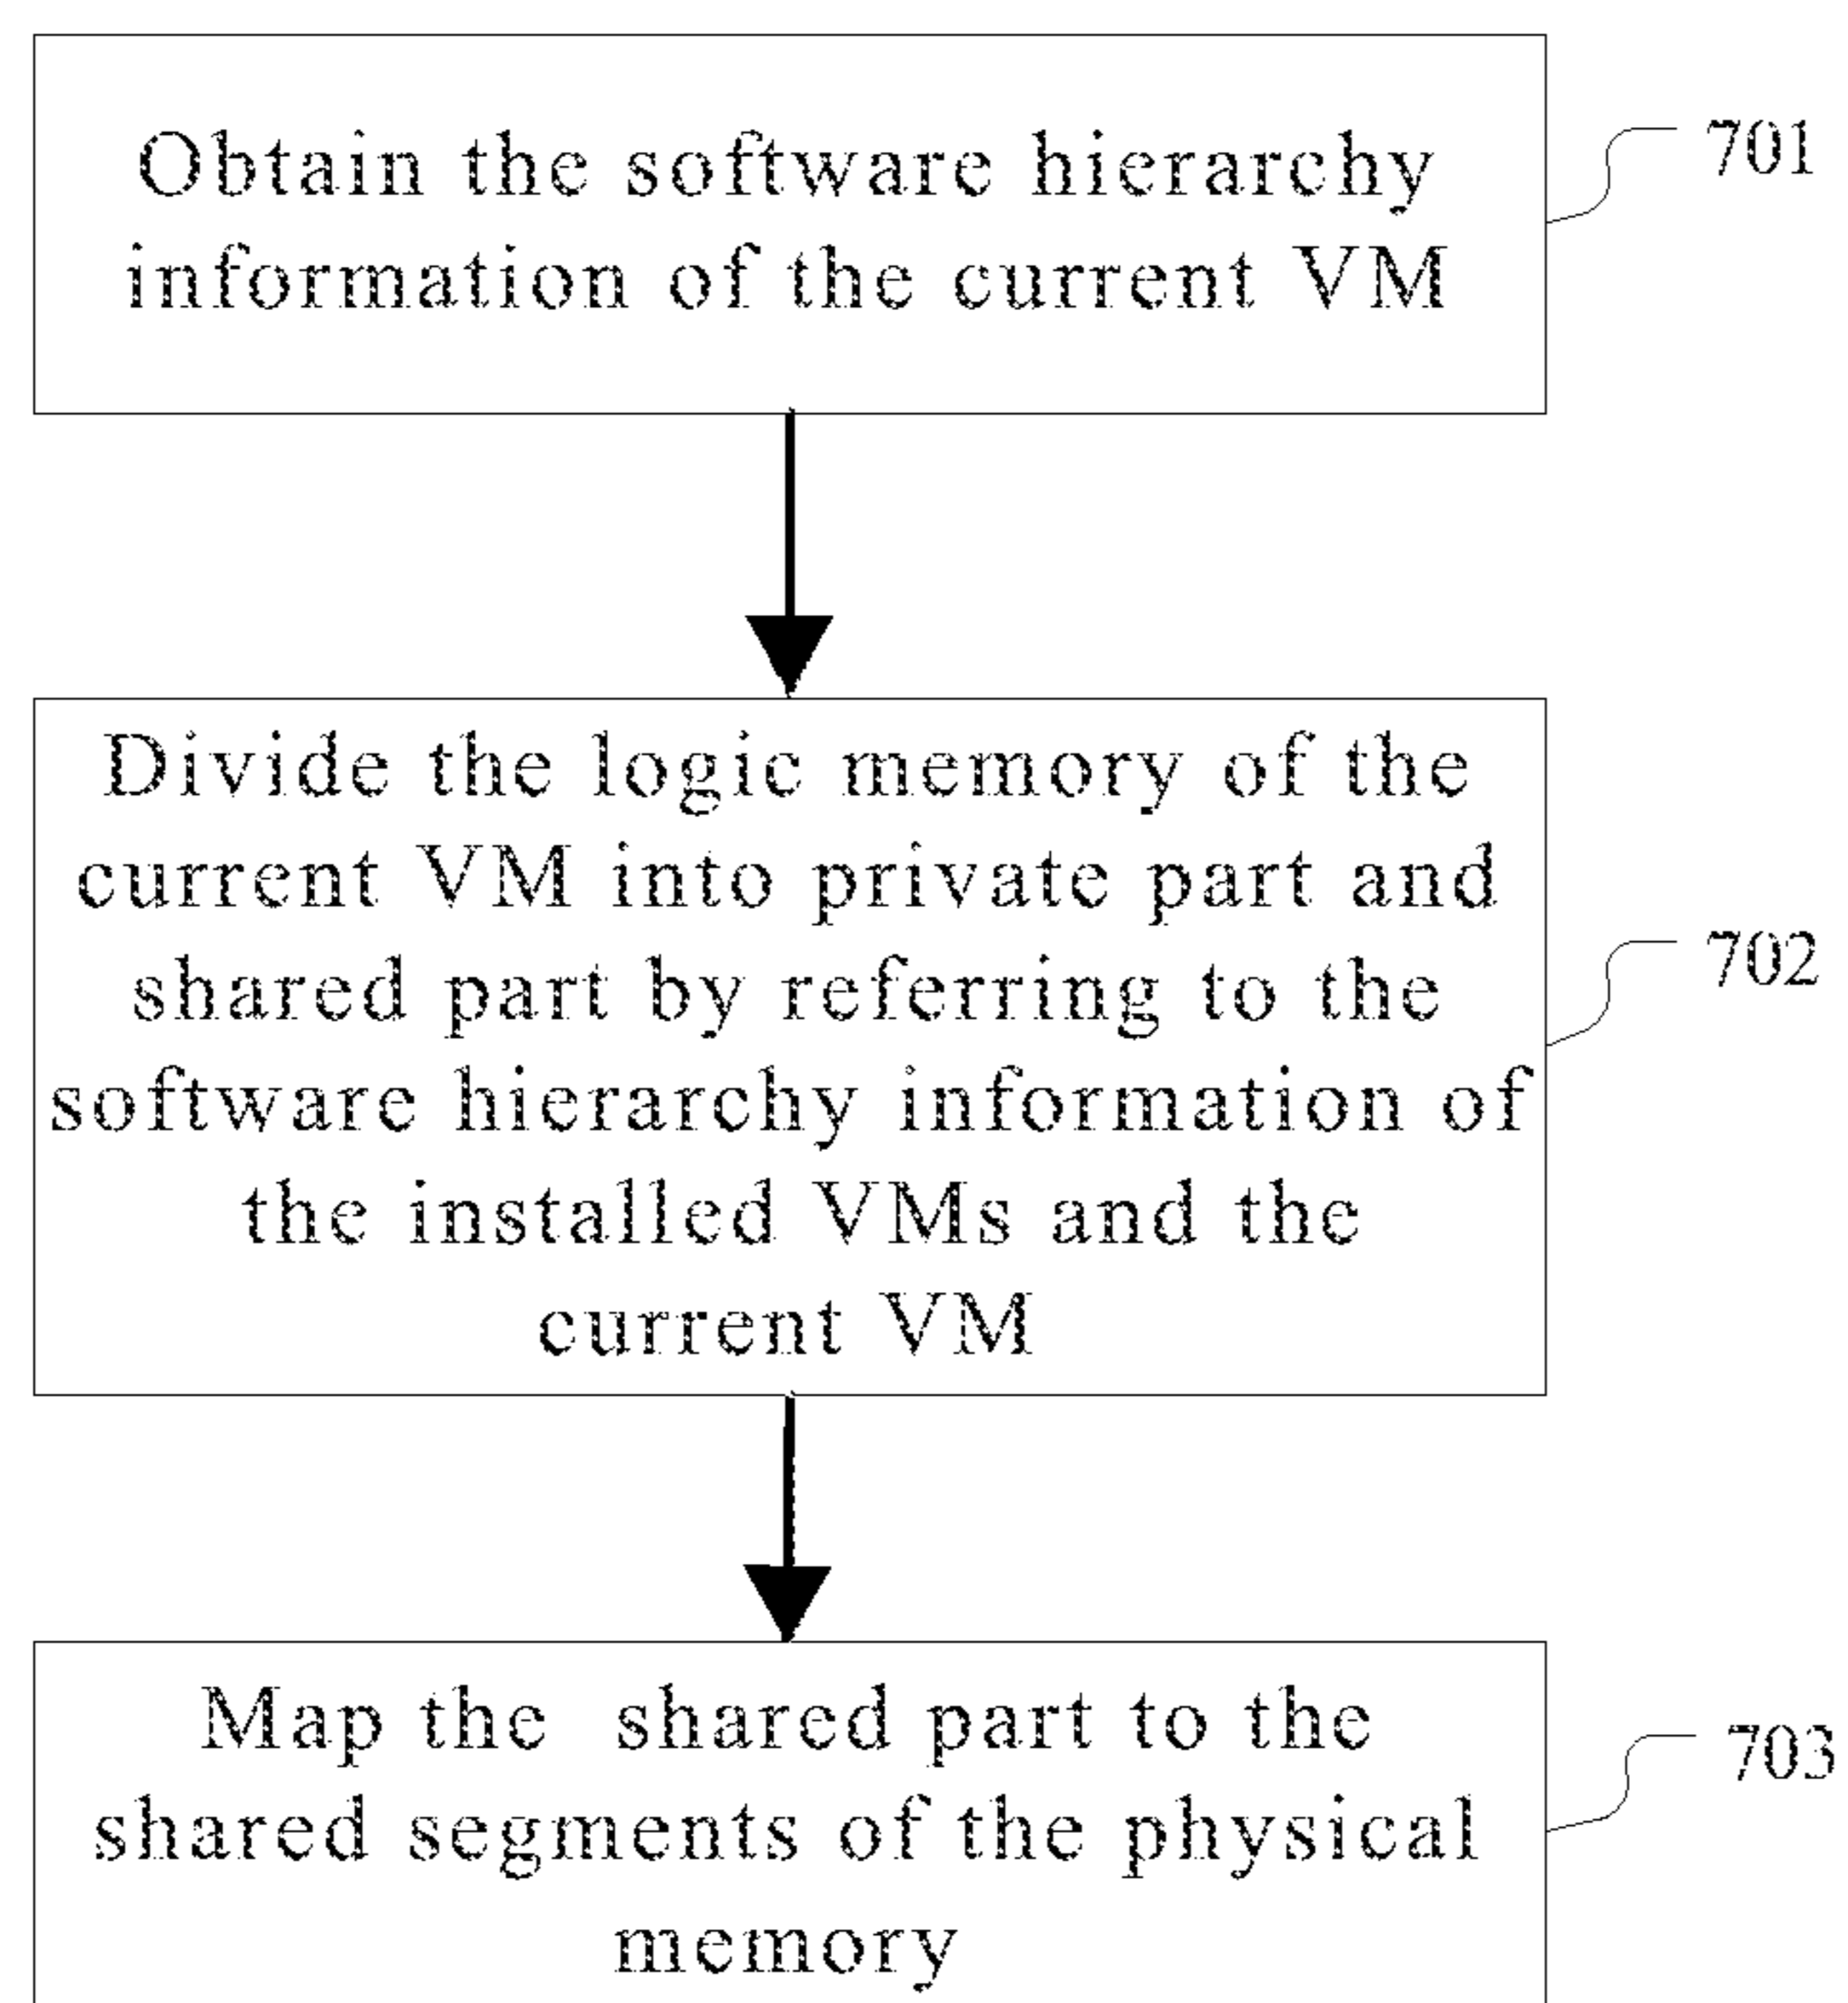 Obtain the software hierarchy
information of the current VM
701
Divide the logic memory of the
current VM into private part and
shared part by referring to the
software hierarchy information of
the installed VMs and the
current VM
702
Map the shared part to the
shared segments of the physical
memory
703